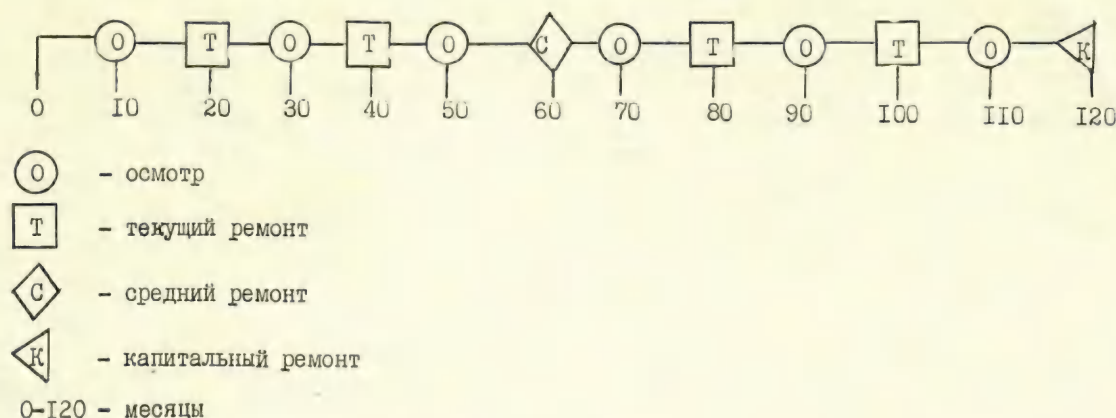 О Т О Т О С О Т О Т О К
0 10 20 30 40 50 60 70 80 90 100 110 120
О - осмотр
Т - текущий ремонт
С - средний ремонт
К - капитальный ремонт
0-120 - месяцы